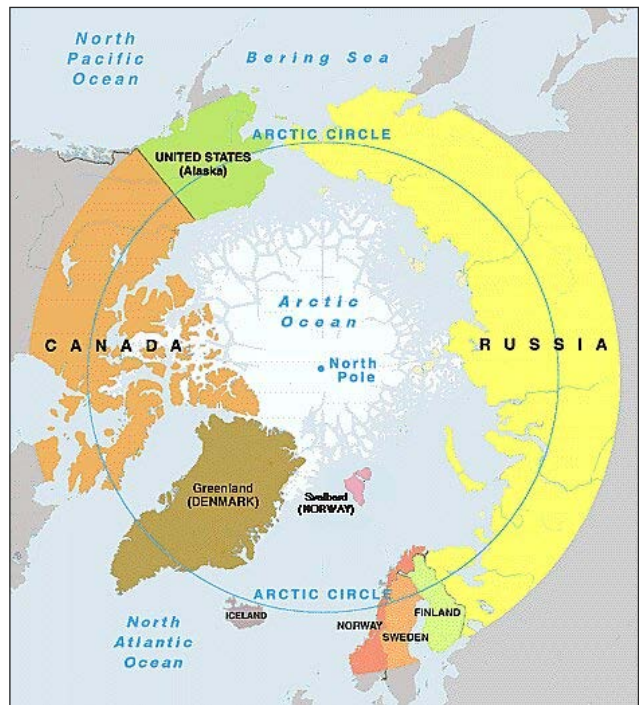 North
Pacific
Ocean
Bering Sea
ARCTIC CIRCLE
UNITED STATES
(Alaska)
Arctic
Ocean
CANADA
RUSSIA
North
Pole
Greenland
(DENMARK)
Svalbard
(NORWAY)
ARCTIC CIRCLE
ICELAND
FINLAND
NORWAY
SWEDEN
North
Atlantic
Ocean